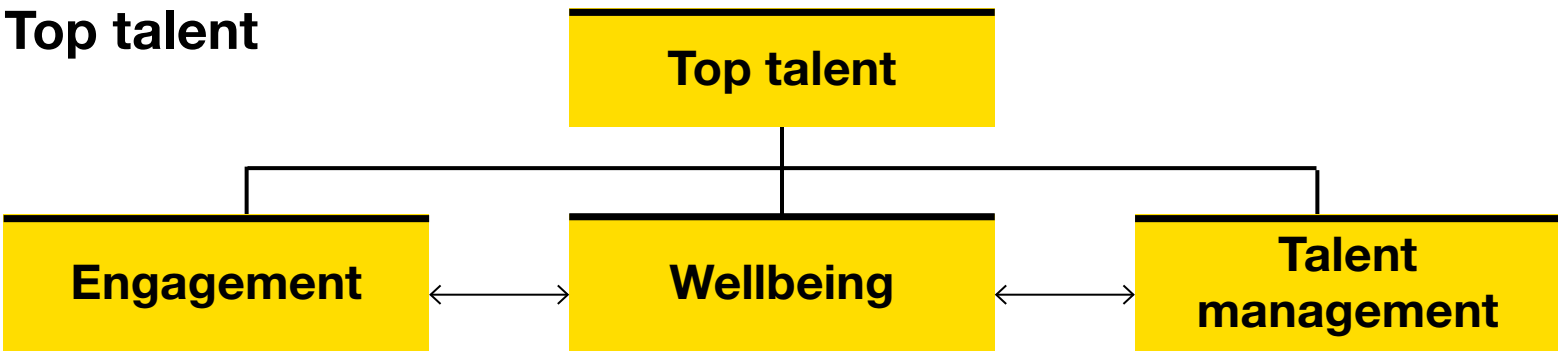 Top talent
Top talent
Engagement
Wellbeing
Talent
management